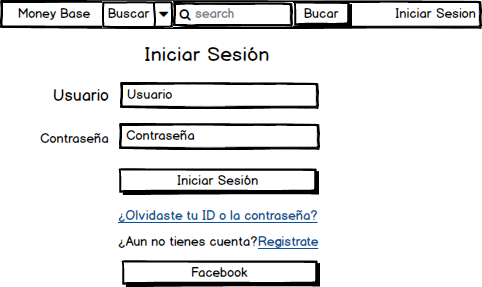 Money Base Buscar search Bucar Iniciar Sesion
Iniciar Sesión
Usuario Usuario
Contraseña Contraseña
Iniciar Sesión
¿Olvidaste tu ID o la contraseña?
¿Aun no tienes cuenta?Registrate
Facebook